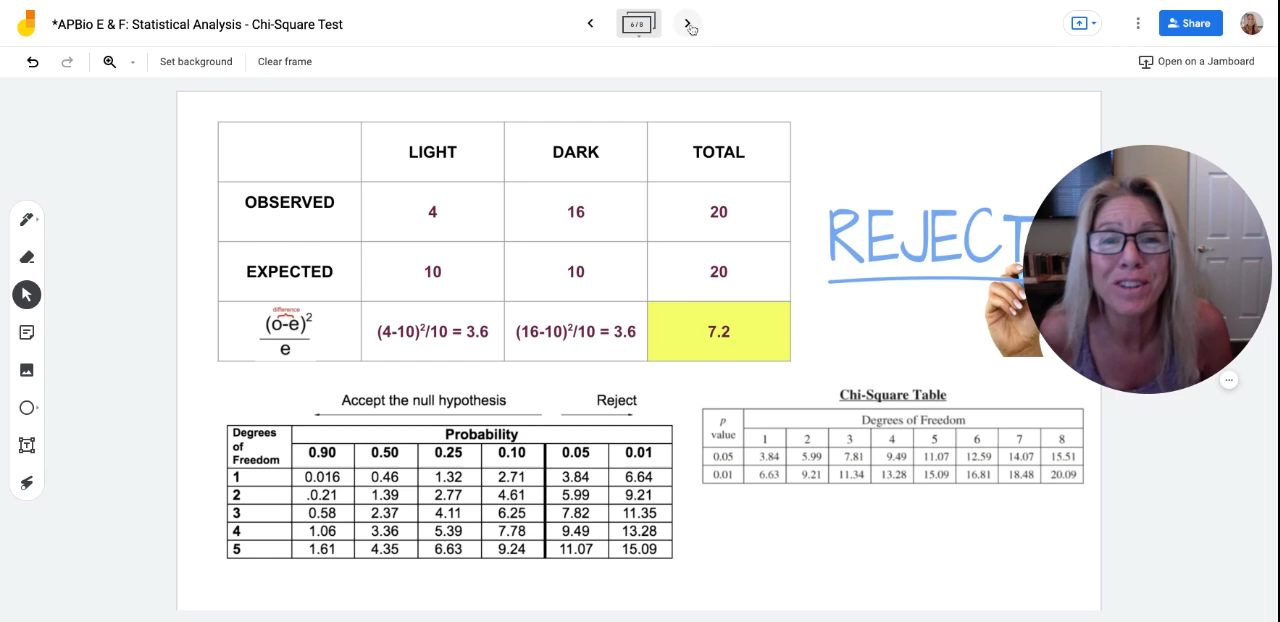 *APBio E & F: Statistical Analysis - Chi-Square Test
6/8
Share
Set background
Clear frame
Open on a Jamboard
LIGHT DARK TOTAL
OBSERVED 4 16 20
EXPECTED 10 10 20
difference
(o-e)²
e
(4-10)²/10 = 3.6 (16-10)²/10 = 3.6 7.2
REJECT
Accept the null hypothesis Reject
Degrees of Freedom Probability
0.90 0.50 0.25 0.10 0.05 0.01
1 0.016 0.46 1.32 2.71 3.84 6.64
2 .0.21 1.39 2.77 4.61 5.99 9.21
3 0.58 2.37 4.11 6.25 7.82 11.35
4 1.06 3.36 5.39 7.78 9.49 13.28
5 1.61 4.35 6.63 9.24 11.07 15.09
Chi-Square Table
p value Degrees of Freedom
1 2 3 4 5 6 7 8
0.05 3.84 5.99 7.81 9.49 11.07 12.59 14.07 15.51
0.01 6.63 9.21 11.34 13.28 15.09 16.81 18.48 20.09